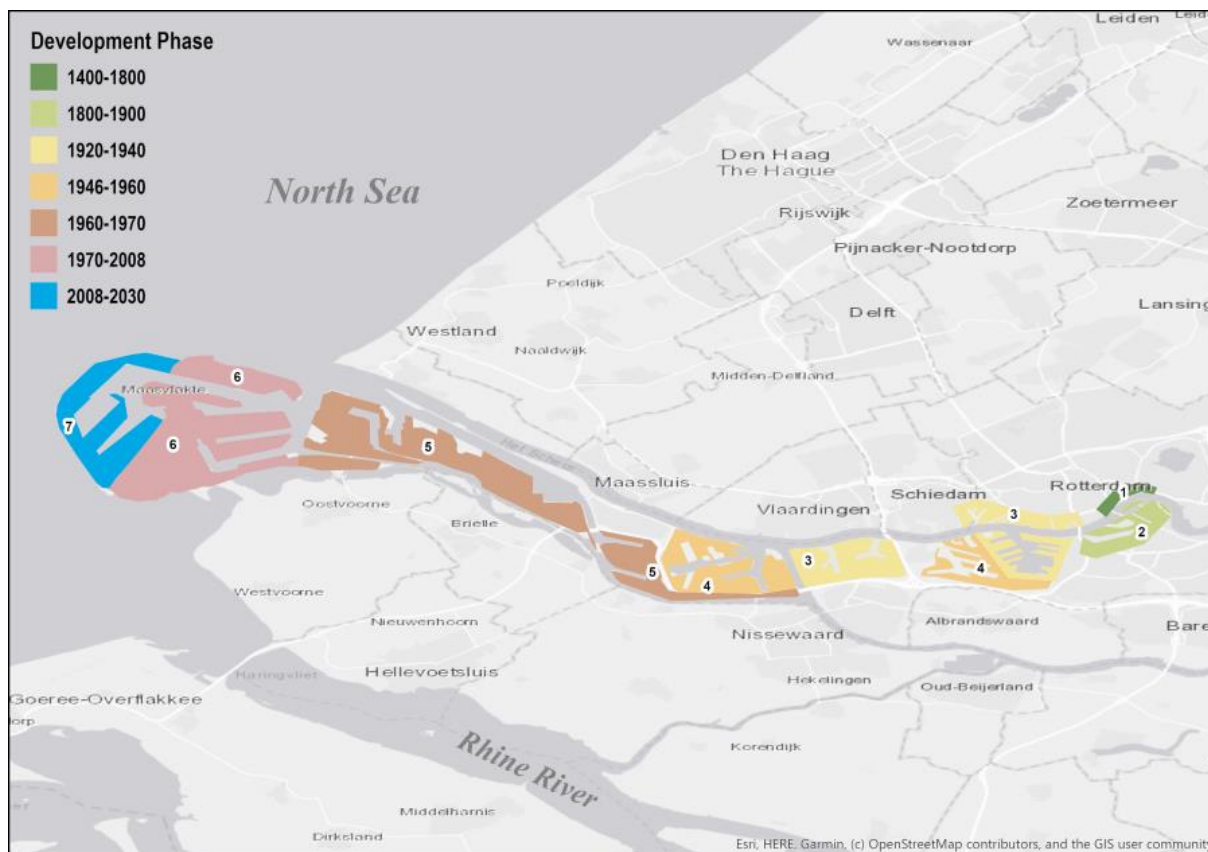 Development Phase
1400-1800
1800-1900
1920-1940
1946-1960
1960-1970
1970-2008
2008-2030
Leiden
Wassenaar
North Sea
Den Haag
The Hague
Zoetermeer
Rijswijk
Pijnacker-Nootdorp
Poeldijk
Lansing
Delft
Westland
Naaldwijk
Midden-Delfland
6
Maasvlakte
7
6
5
Maassluis
Schiedam
Rotterdam
1
Vlaardingen
3
2
Oostvoorne
Brielle
5
4
3
4
Westvoorne
Nieuwenhoorn
Nissewaard
Albrandswaard
Bare
Hellevoetsluis
Haringvliet
Hekelingen
Oud-Beijerland
Goeree-Overflakkee
dorp
Korendijk
Rhine River
Middelharnis
Dirksland
Esri, HERE, Garmin, (c) OpenStreetMap contributors, and the GIS user community